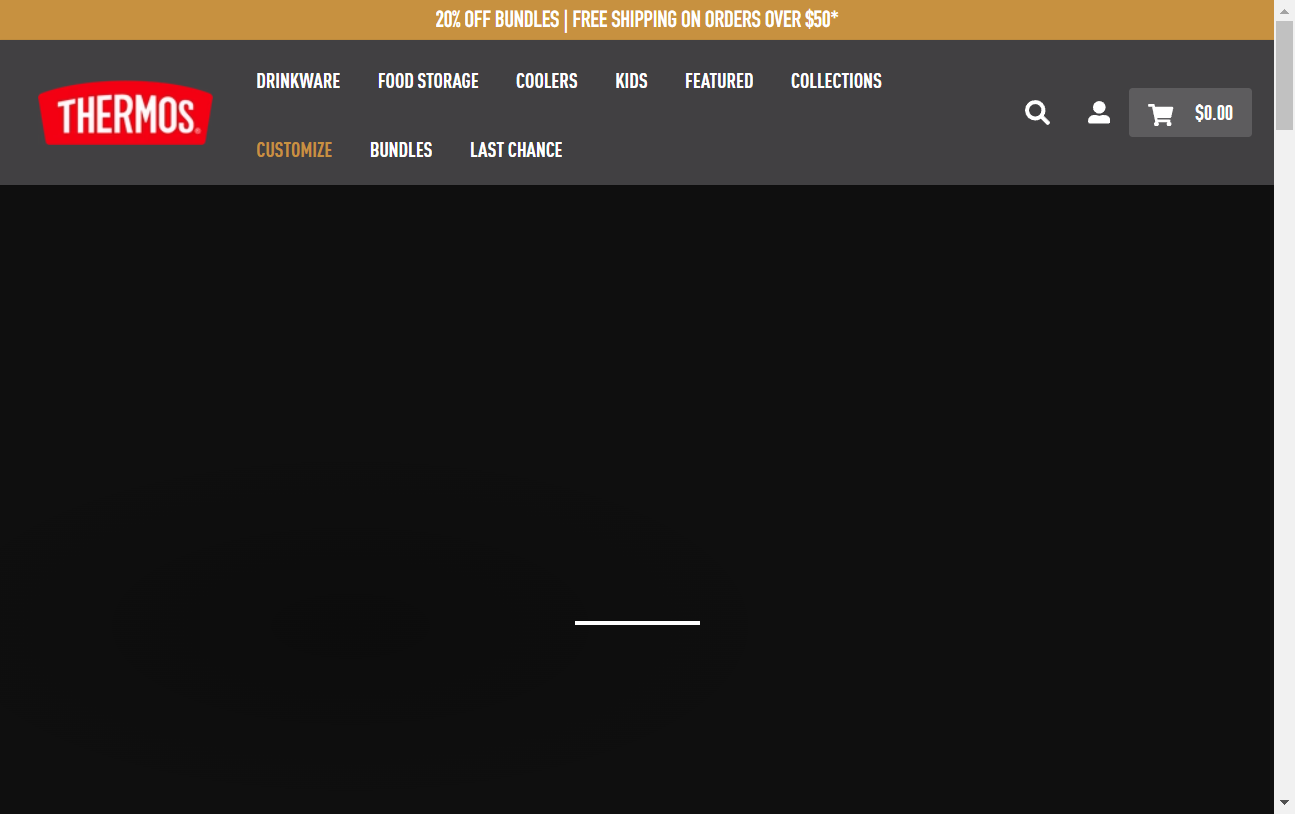 20% OFF BUNDLES | FREE SHIPPING ON ORDERS OVER $50*
THERMOS®
DRINKWARE FOOD STORAGE COOLERS KIDS FEATURED COLLECTIONS
CUSTOMIZE BUNDLES LAST CHANCE
$0.00